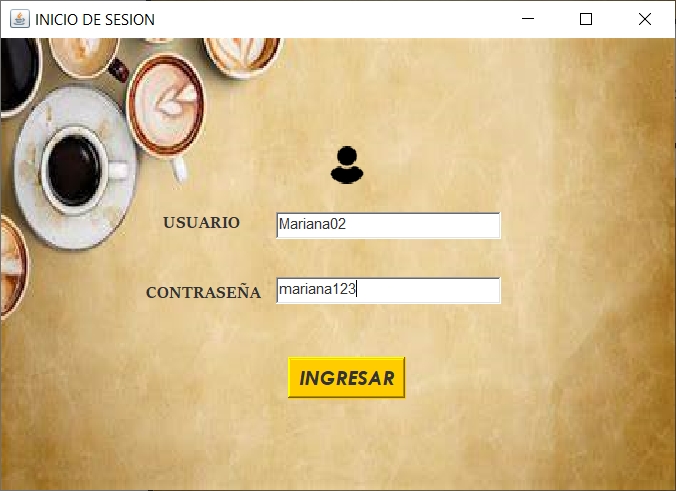 INICIO DE SESION
USUARIO Mariana02
CONTRASEÑA mariana123
INGRESAR